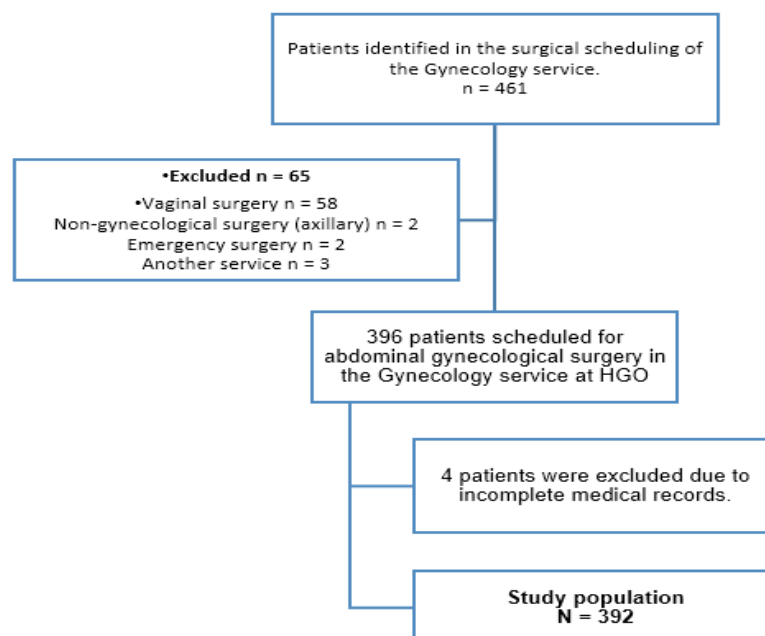 Patients identified in the surgical scheduling of
the Gynecology service.
n = 461
•Excluded n = 65
•Vaginal surgery n = 58
Non-gynecological surgery (axillary) n = 2
Emergency surgery n = 2
Another service n = 3
396 patients scheduled for
abdominal gynecological surgery in
the Gynecology service at HGO
4 patients were excluded due to
incomplete medical records.
Study population
N = 392